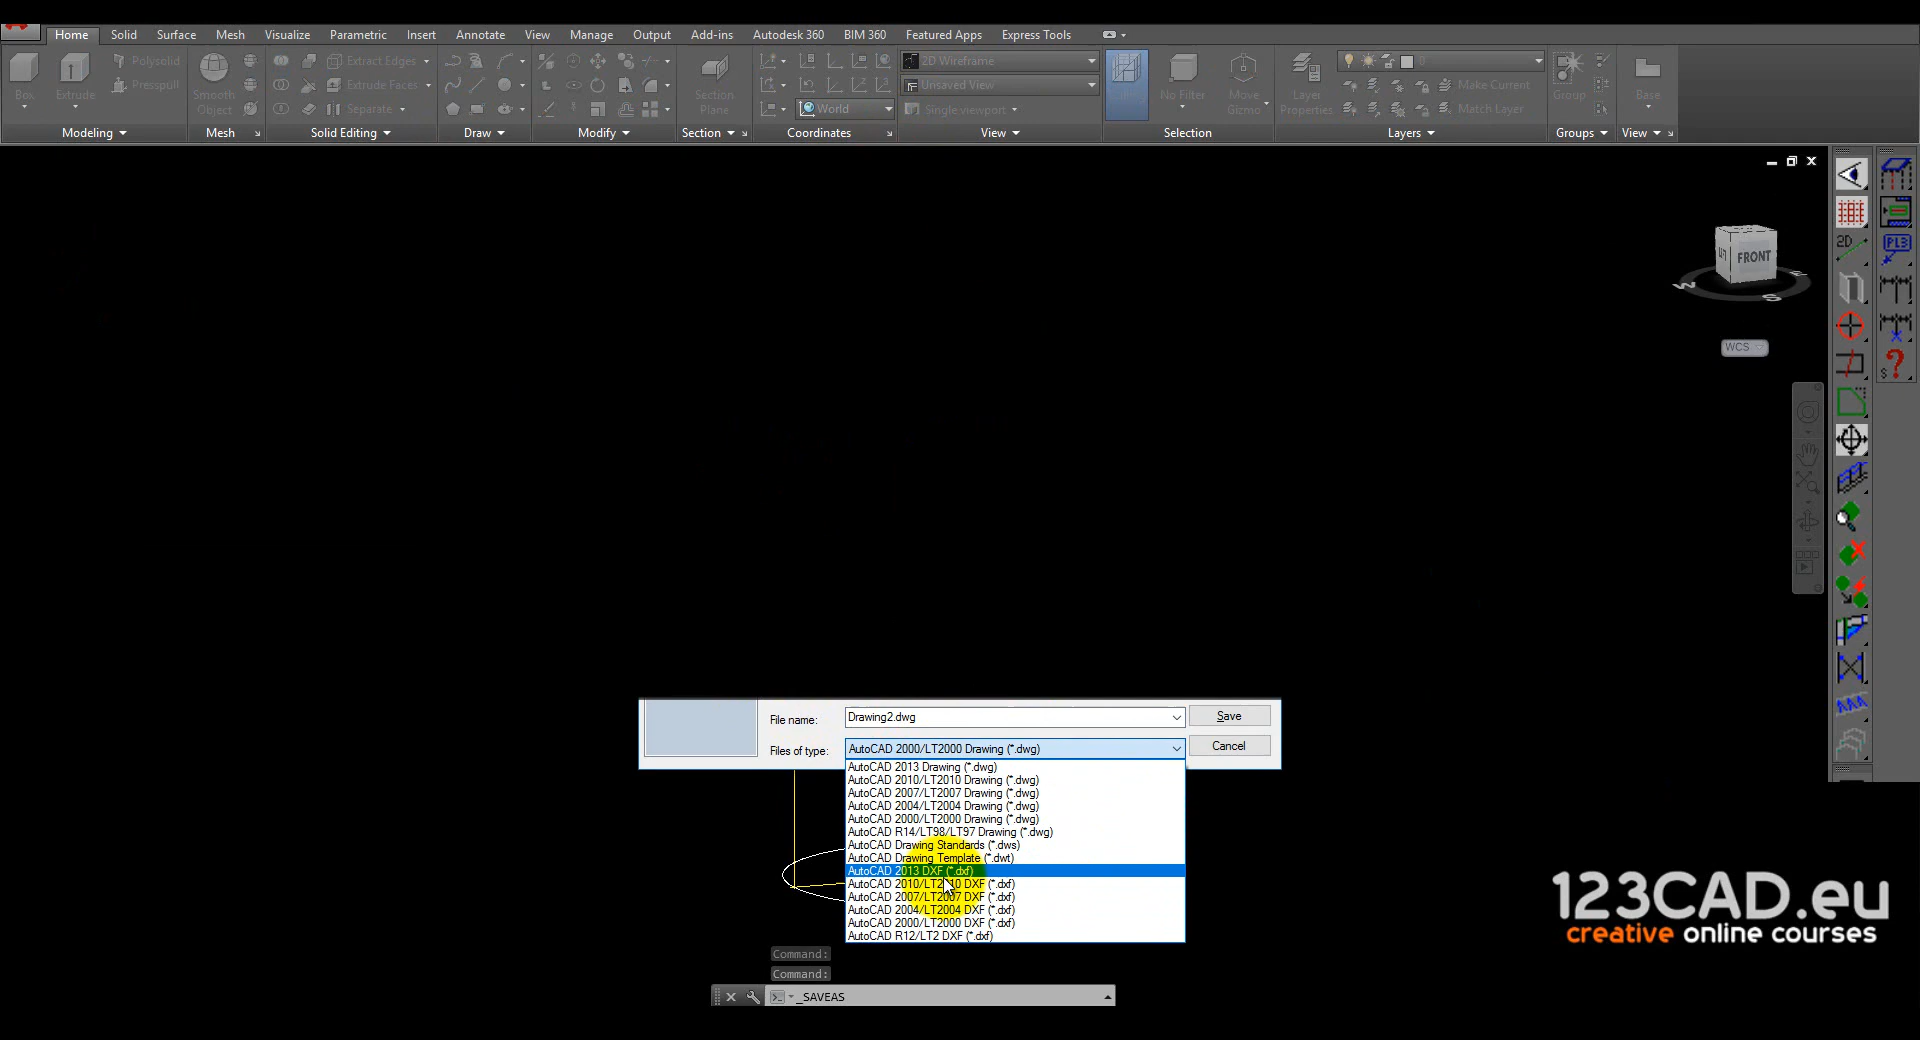 Home Solid Surface Mesh Visualize Parametric Insert Annotate View Manage Output Add-ins Autodesk 360 BIM 360 Featured Apps Express Tools
Box
Extrude
Polysolid
Presspull
Modeling
Smooth
Object
Mesh
Extract Edges
Extrude Faces
Separate
Solid Editing
Draw
Modify
Section
Plane
Section
World
Coordinates
2D Wireframe
Unsaved View
Single viewport
View
No Filter
Move
Gizmo
Selection
Layer
Properties
0
Make Current
Match Layer
Layers
Group
Groups
Base
View
FRONT
W
S
WCS
2D
PL3
S
File name:
Drawing2.dwg
Save
Files of type:
AutoCAD 2000/LT2000 Drawing (*.dwg)
Cancel
AutoCAD 2013 Drawing (*.dwg)
AutoCAD 2010/LT2010 Drawing (*.dwg)
AutoCAD 2007/LT2007 Drawing (*.dwg)
AutoCAD 2004/LT2004 Drawing (*.dwg)
AutoCAD 2000/LT2000 Drawing (*.dwg)
AutoCAD R14/LT98/LT97 Drawing (*.dwg)
AutoCAD Drawing Standards (*.dws)
AutoCAD Drawing Template (*.dwt)
AutoCAD 2013 DXF (*.dxf)
AutoCAD 2010/LT2010 DXF (*.dxf)
AutoCAD 2007/LT2007 DXF (*.dxf)
AutoCAD 2004/LT2004 DXF (*.dxf)
AutoCAD 2000/LT2000 DXF (*.dxf)
AutoCAD R12/LT2 DXF (*.dxf)
123CAD.eu
creative online courses
Command:
Command:
_SAVEAS